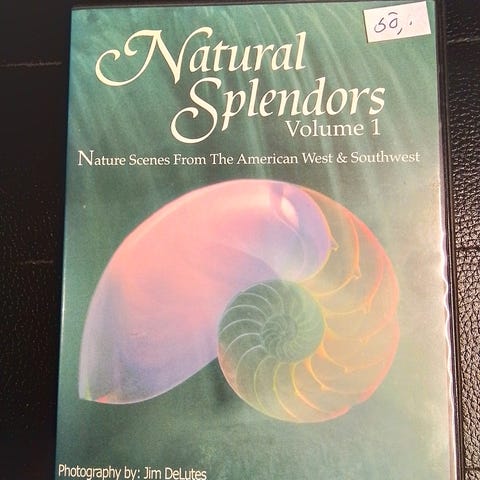 60,-
Natural
Splendors
Volume 1
Nature Scenes From The American West & Southwest
Photography by: Jim DeLutes